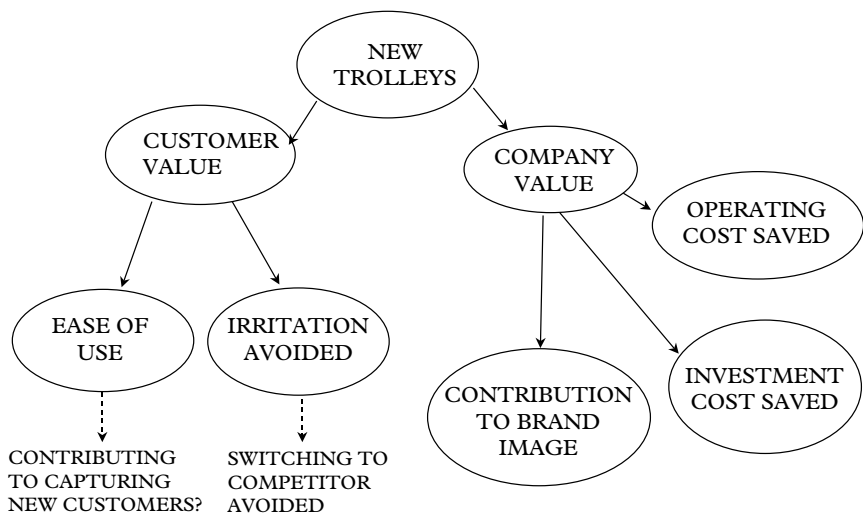 NEW
TROLLEYS
CUSTOMER
VALUE
COMPANY
VALUE
OPERATING
COST SAVED
EASE OF
USE
IRRITATION
AVOIDED
CONTRIBUTION
TO BRAND
IMAGE
INVESTMENT
COST SAVED
CONTRIBUTING
TO CAPTURING
NEW CUSTOMERS?
SWITCHING TO
COMPETITOR
AVOIDED